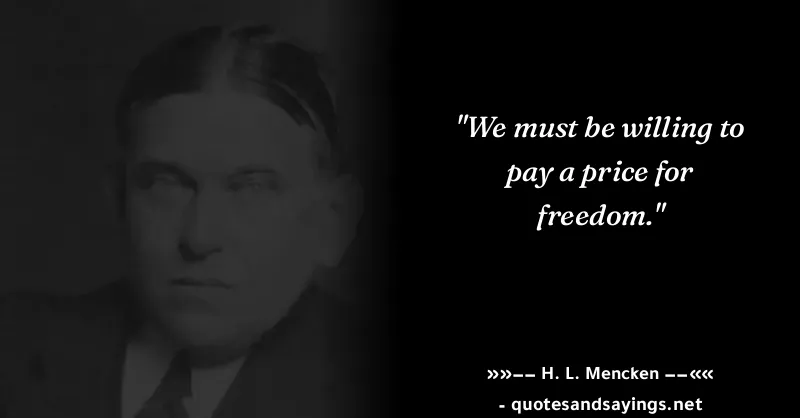 "We must be willing to
pay a price for
freedom."
»»–– H. L. Mencken ––««
- quotesandsayings.net